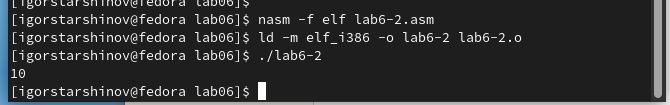 [igorstarshinov@fedora lab06]$
[igorstarshinov@fedora lab06]$ nasm -f elf lab6-2.asm
[igorstarshinov@fedora lab06]$ ld -m elf_i386 -o lab6-2 lab6-2.o
[igorstarshinov@fedora lab06]$ ./lab6-2
10
[igorstarshinov@fedora lab06]$